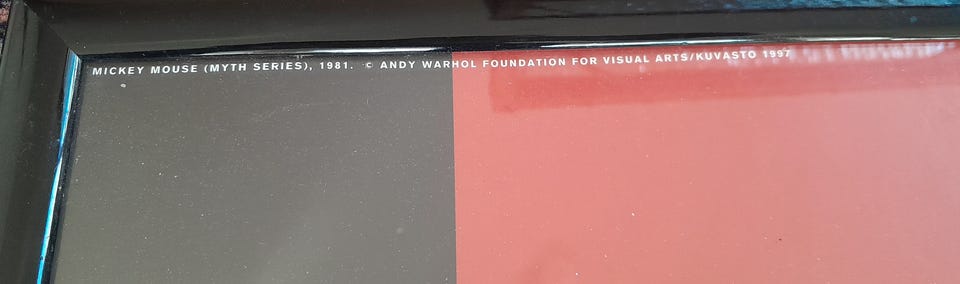 MICKEY MOUSE (MYTH SERIES), 1981. © ANDY WARHOL FOUNDATION FOR VISUAL ARTS/KUVASTO 1997